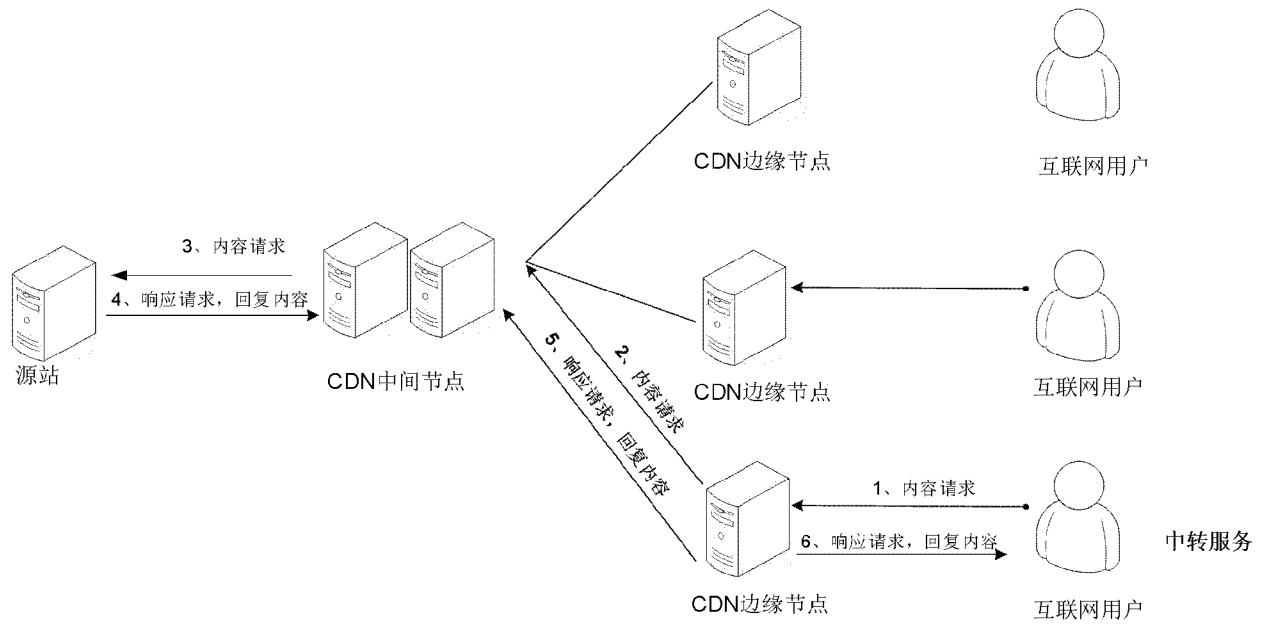 CDN边缘节点
互联网用户
3、内容请求
4、响应请求，回复内容
源站
CDN中间节点
2、内容请求
5、响应请求，回复内容
CDN边缘节点
互联网用户
1、内容请求
6、响应请求，回复内容
中转服务
CDN边缘节点
互联网用户